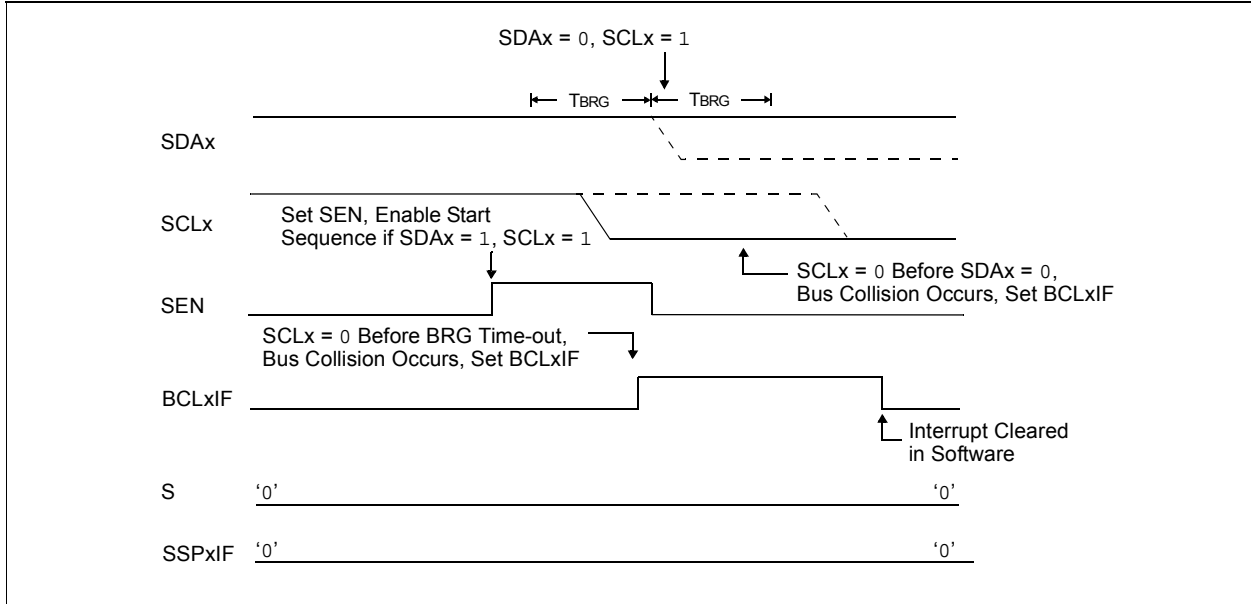 SDAx = 0, SCLx = 1
TBRG TBRG
SDAx
SCLx
Set SEN, Enable Start
Sequence if SDAx = 1, SCLx = 1
SCLx = 0 Before SDAx = 0,
Bus Collision Occurs, Set BCLxIF
SEN
SCLx = 0 Before BRG Time-out,
Bus Collision Occurs, Set BCLxIF
BCLxIF
Interrupt Cleared
in Software
S ‘0’ ‘0’
SSPxIF ‘0’ ‘0’